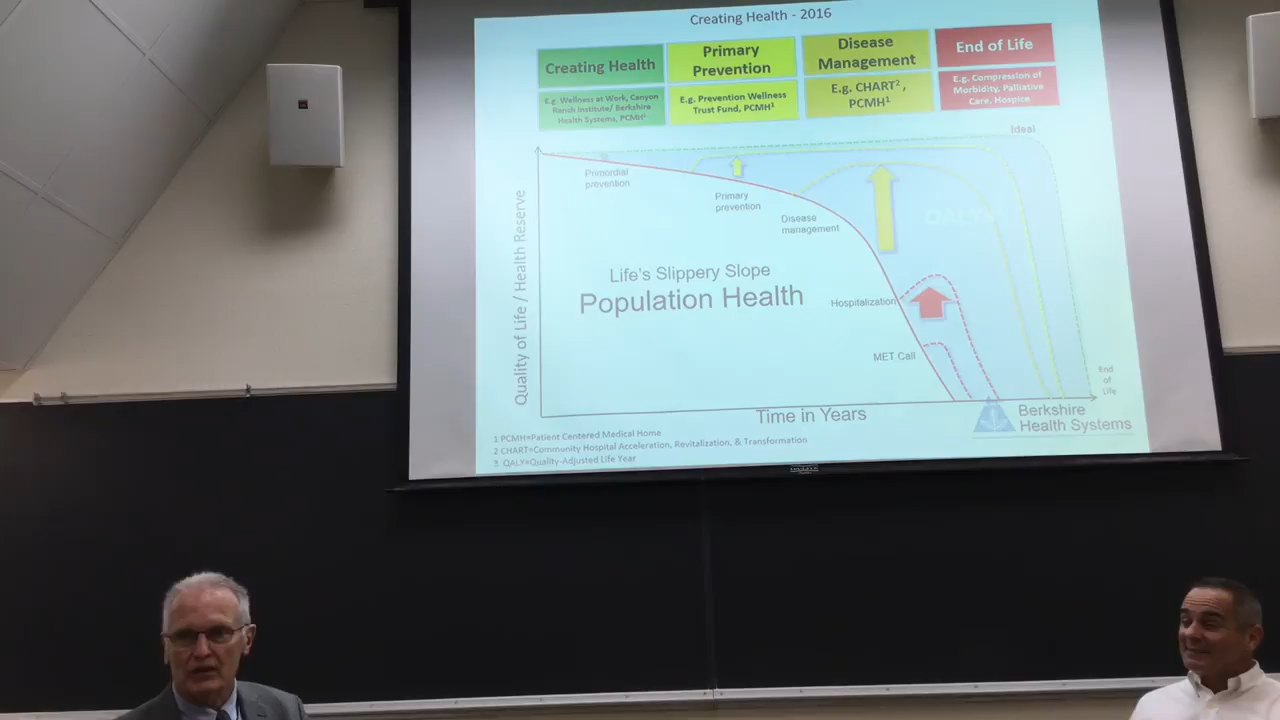 Creating Health - 2016
Creating Health
Primary
Prevention
Disease
Management
End of Life
E.g. Wellness at Work, Canyon
Ranch Institute/ Berkshire
Health Systems, PCMH¹
E.g. Prevention Wellness
Trust Fund, PCMH¹
E.g. CHART²,
PCMH¹
E.g. Compression of
Morbidity, Palliative
Care, Hospice
Ideal
Primordial
prevention
Primary
prevention
Disease
management
QALYs
Quality of Life / Health Reserve
Life's Slippery Slope
Population Health
Hospitalization
MET Call
End
of
Life
Time in Years
Berkshire
Health Systems
1 PCMH=Patient Centered Medical Home
2 CHART=Community Hospital Acceleration, Revitalization, & Transformation
3. QALY=Quality-Adjusted Life Year